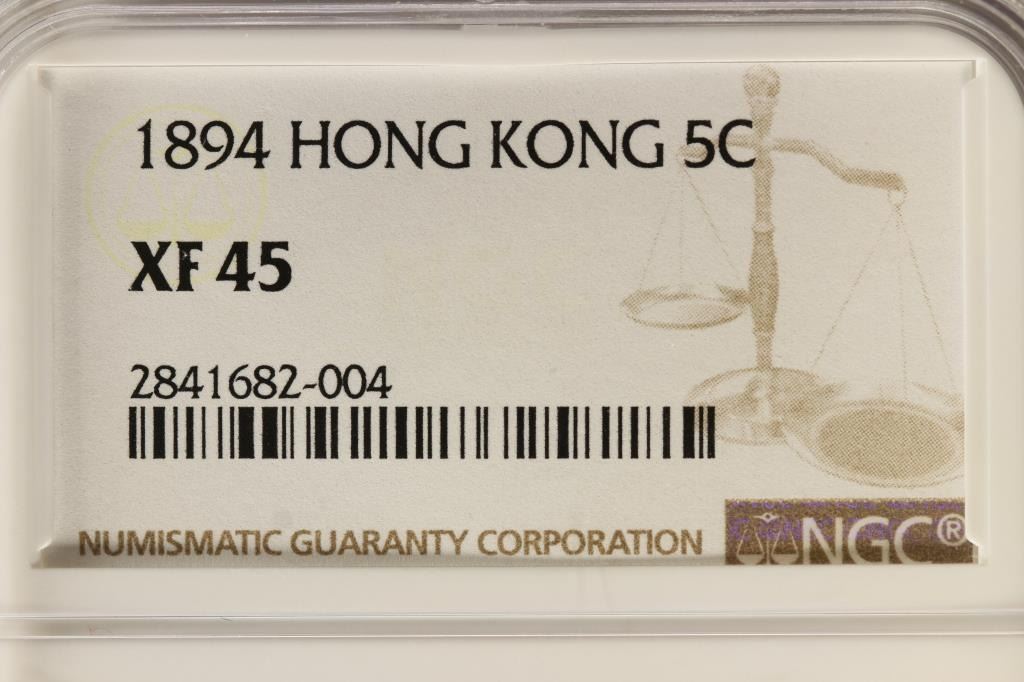 1894 HONG KONG 5C
XF 45
2841682-004
NUMISMATIC GUARANTY CORPORATION NGC®